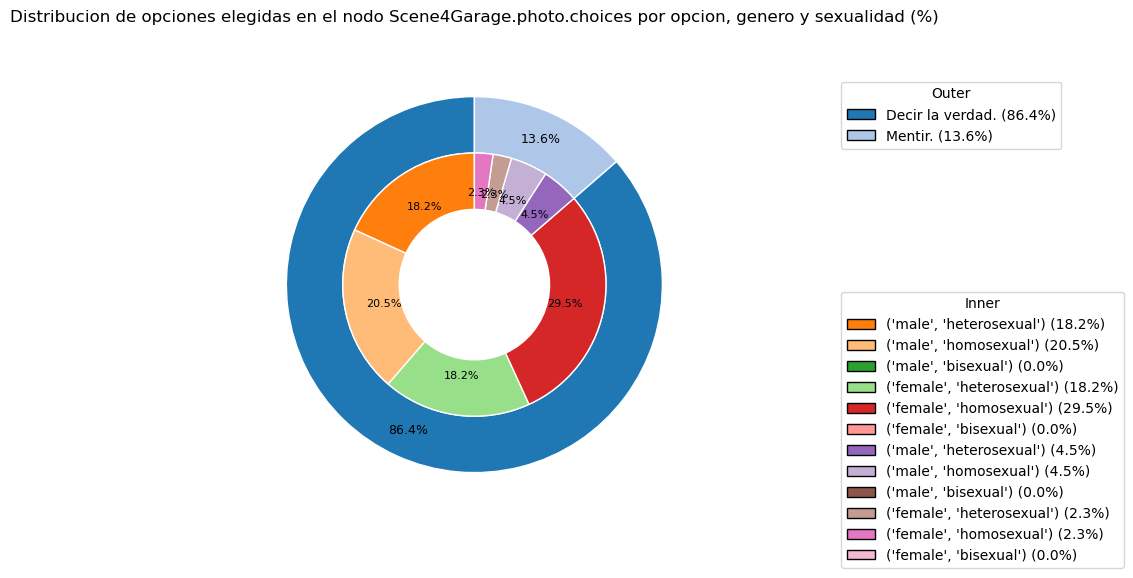 Distribucion de opciones elegidas en el nodo Scene4Garage.photo.choices por opcion, genero y sexualidad (%)
Outer
Decir la verdad. (86.4%)
Mentir. (13.6%)
13.6%
2.3%
2.3%
4.5%
4.5%
18.2%
20.5%
29.5%
18.2%
86.4%
Inner
('male', 'heterosexual') (18.2%)
('male', 'homosexual') (20.5%)
('male', 'bisexual') (0.0%)
('female', 'heterosexual') (18.2%)
('female', 'homosexual') (29.5%)
('female', 'bisexual') (0.0%)
('male', 'heterosexual') (4.5%)
('male', 'homosexual') (4.5%)
('male', 'bisexual') (0.0%)
('female', 'heterosexual') (2.3%)
('female', 'homosexual') (2.3%)
('female', 'bisexual') (0.0%)